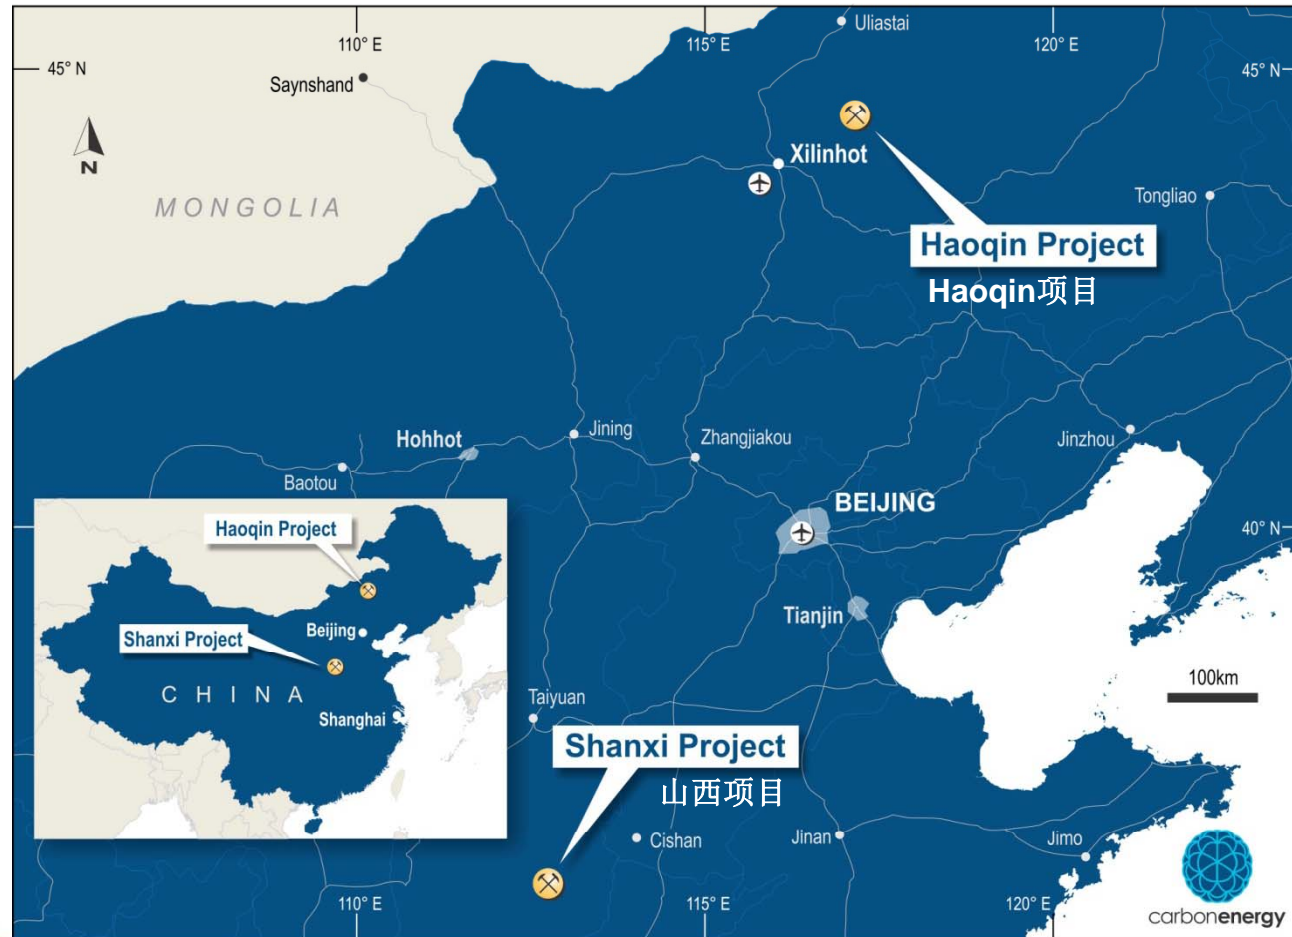 110° E
115° E
120° E
Uliastai
45° N
45° N
Saynshand
N
Xilinhot
MONGOLIA
Tongliao
Haoqin Project
Haoqin项目
Hohhot
Jining
Zhangjiakou
Jinzhou
Baotou
BEIJING
40° N
Haoqin Project
Beijing
Shanxi Project
CHINA
Shanghai
Tianjin
100km
Taiyuan
Shanxi Project
山西项目
Cishan
Jinan
Jimo
110° E
115° E
120° E
carbonenergy